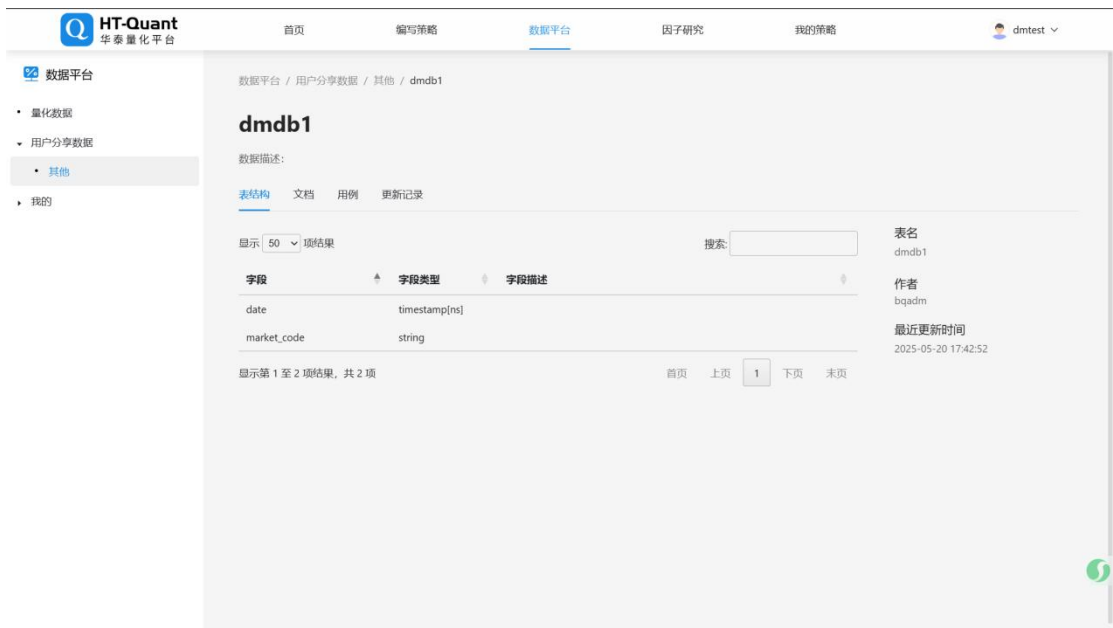 HT-Quant
华泰量化平台
首页 编写策略 数据平台 因子研究 我的策略 dmtest
数据平台
数据平台 / 用户分享数据 / 其他 / dmdb1
量化数据
dmdb1
用户分享数据
数据描述：
其他
表结构 文档 用例 更新记录
我的
显示 50 项结果 搜索:
表名
dmdb1
字段 字段类型 字段描述
作者
bqadm
date timestamp[ns]
最近更新时间
market_code string
2025-05-20 17:42:52
显示第 1 至 2 项结果，共 2 项 首页 上页 1 下页 末页